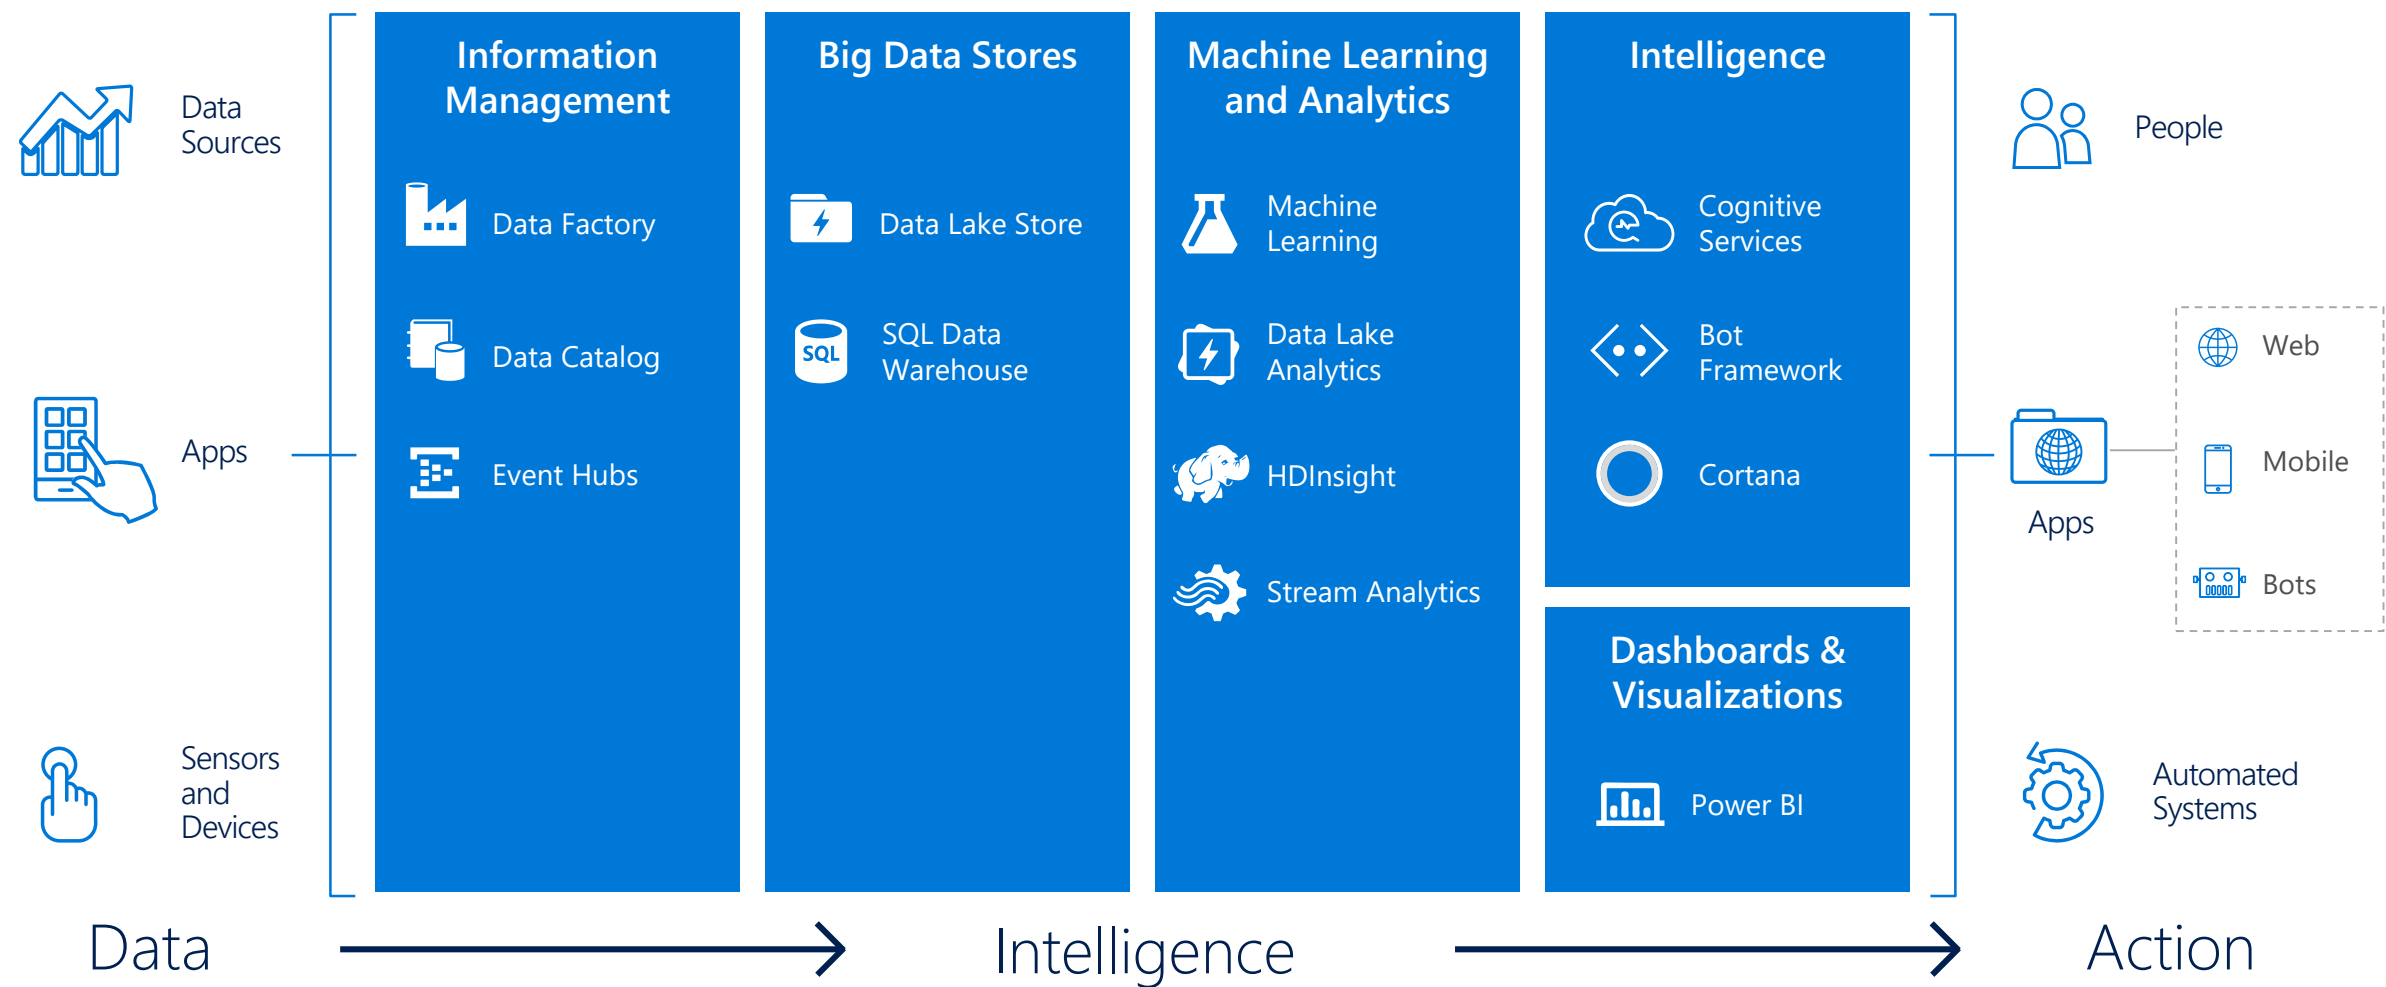 Data
Sources
Apps
Sensors
and
Devices
Information
Management
Data Factory
Data Catalog
Event Hubs
Big Data Stores
Data Lake Store
SQL
SQL Data
Warehouse
Machine Learning
and Analytics
Machine
Learning
Data Lake
Analytics
HDInsight
Stream Analytics
Intelligence
Cognitive
Services
Bot
Framework
Cortana
Dashboards &
Visualizations
Power BI
People
Apps
Web
Mobile
Bots
Automated
Systems
Data
Intelligence
Action